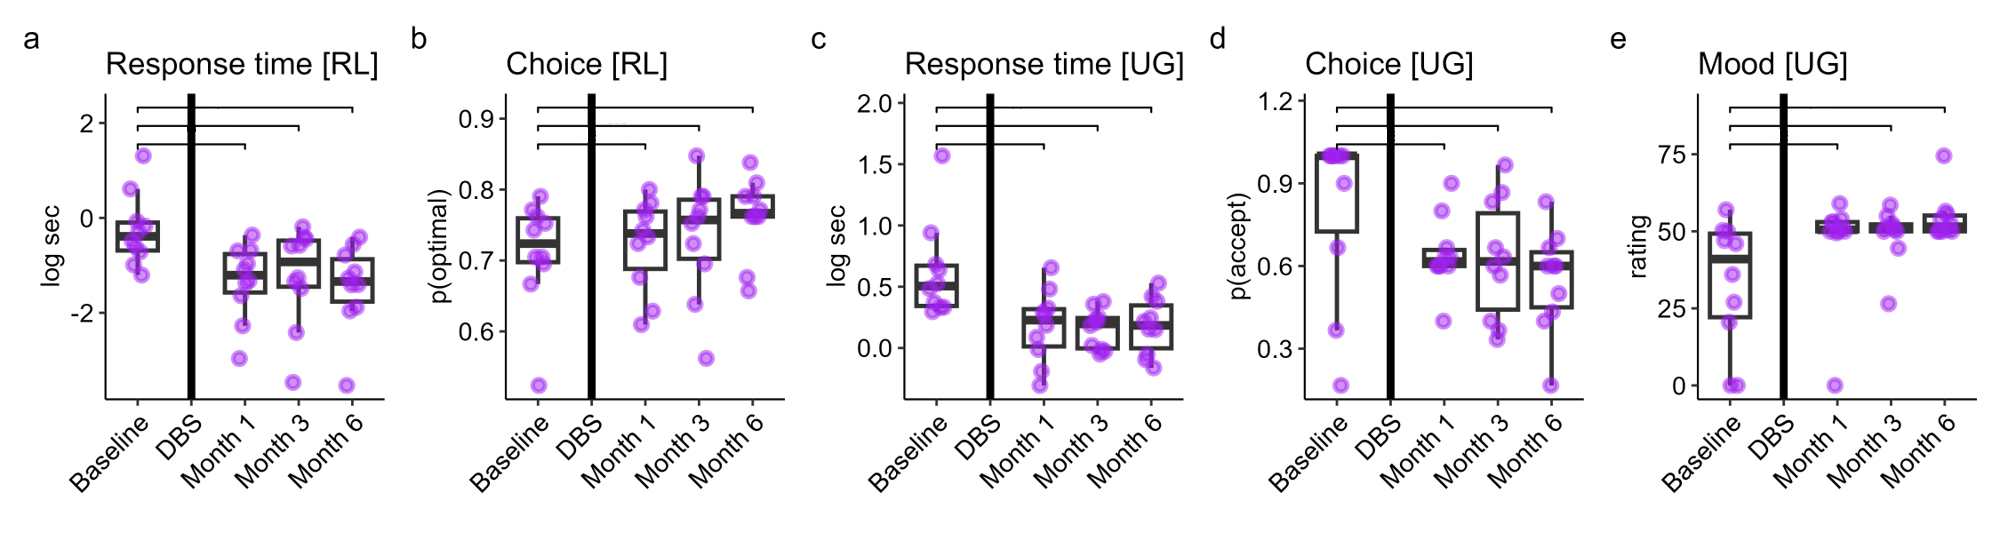 a
Response time [RL]
log sec
2
0
-2
Baseline
DBS
Month 1
Month 3
Month 6
b
Choice [RL]
p(optimal)
0.9
0.8
0.7
0.6
Baseline
DBS
Month 1
Month 3
Month 6
c
Response time [UG]
log sec
2.0
1.5
1.0
0.5
0.0
Baseline
DBS
Month 1
Month 3
Month 6
d
Choice [UG]
p(accept)
1.2
0.9
0.6
0.3
Baseline
DBS
Month 1
Month 3
Month 6
e
Mood [UG]
rating
75
50
25
0
Baseline
DBS
Month 1
Month 3
Month 6